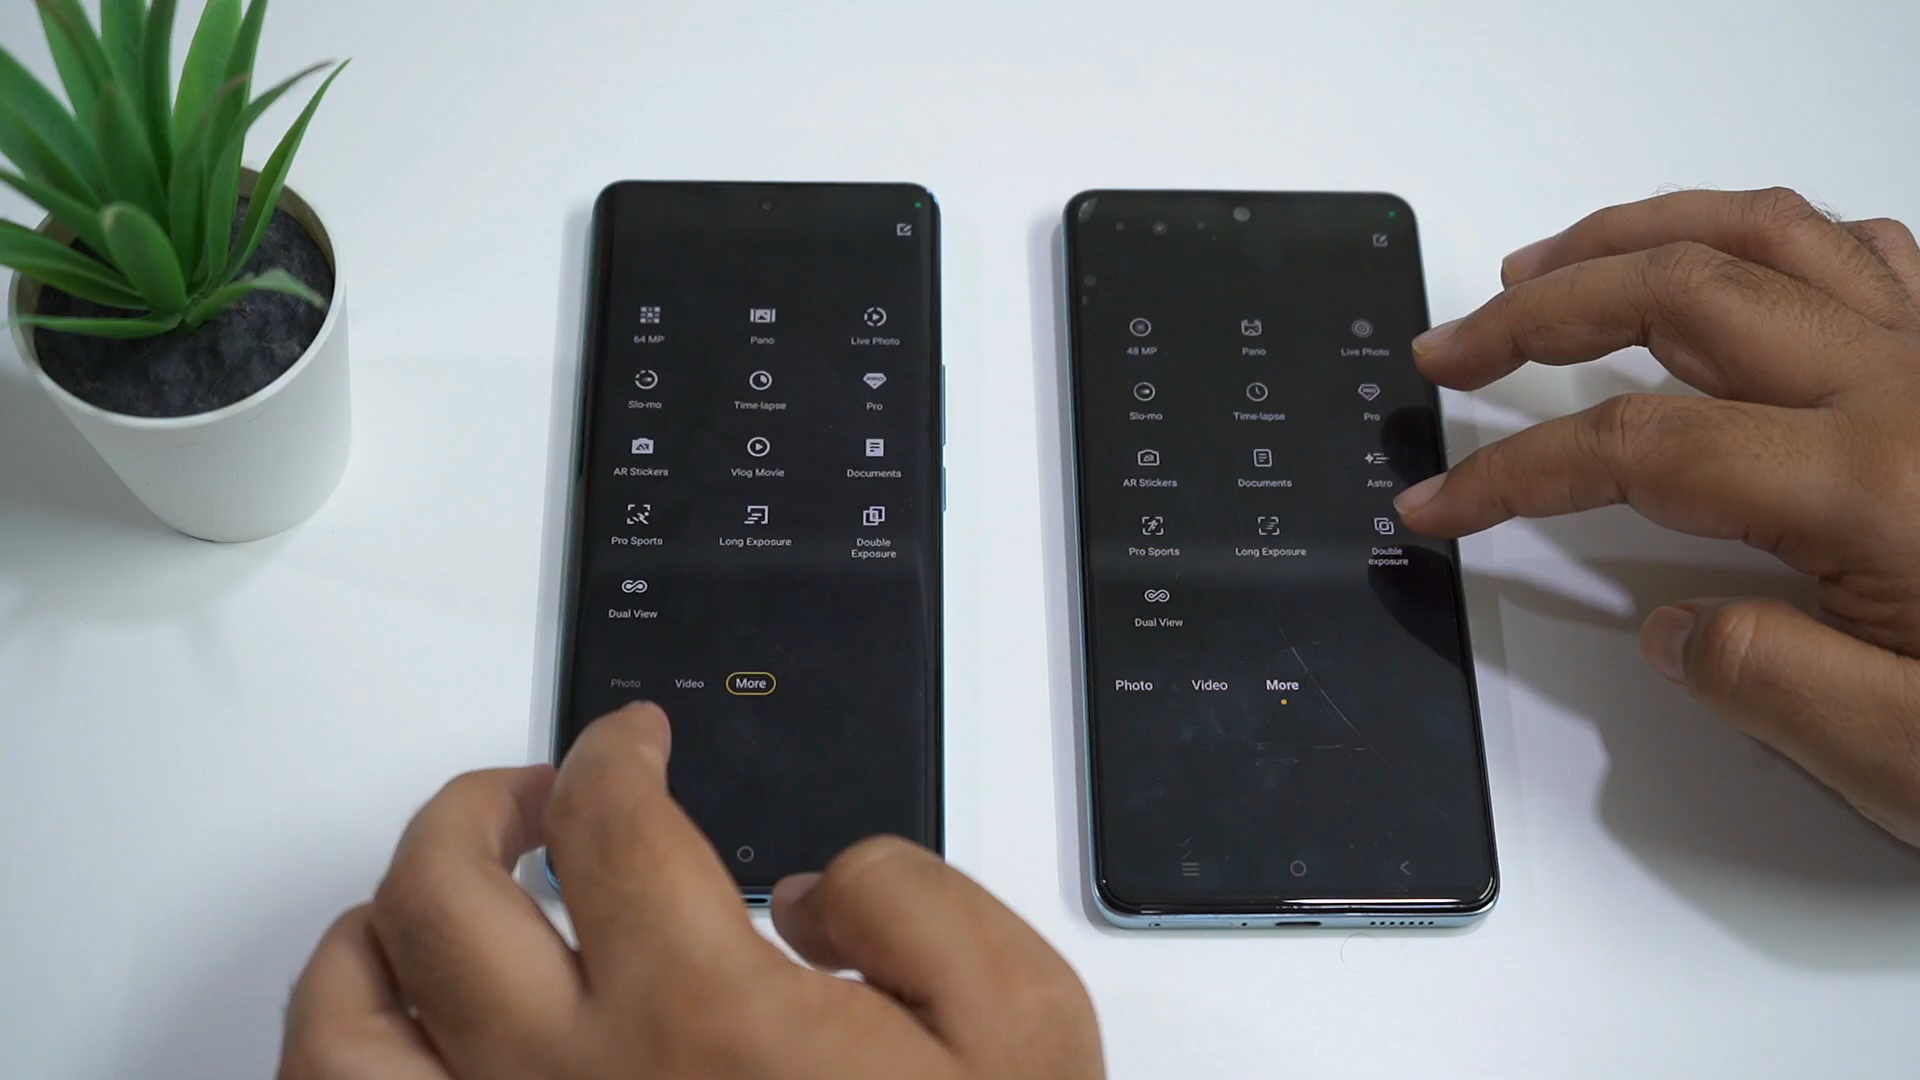 64 MP
Pano
Live Photo
Slo-mo
Time-lapse
Pro
AR Stickers
Vlog Movie
Documents
Pro Sports
Long Exposure
Double
Exposure
Dual View
Photo
Video
More
48 MP
Pano
Live Photo
Slo-mo
Time-lapse
Pro
AR Stickers
Documents
Astro
Pro Sports
Long Exposure
Double
exposure
Dual View
Photo
Video
More